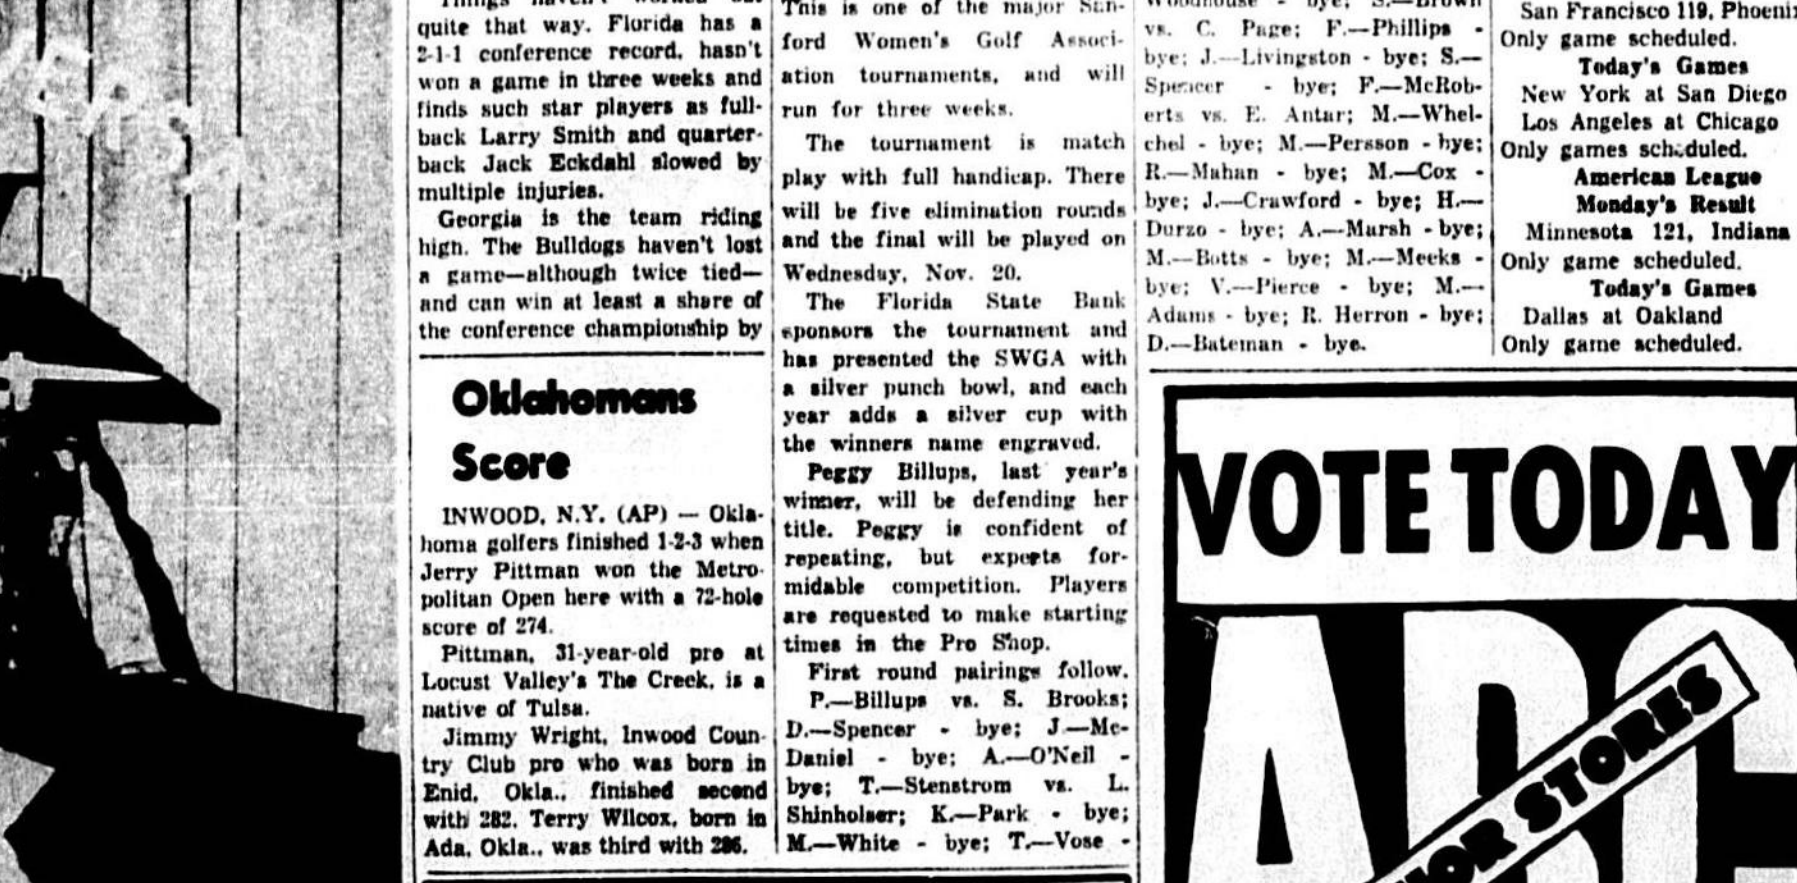 quite that way. Florida has a
2-1-1 conference record, hasn't
won a game in three weeks and
finds such star players as full-
back Larry Smith and quarter-
back Jack Eckdahl slowed by
multiple injuries.
Georgia is the team riding
high. The Bulldogs haven't lost
a game—although twice tied—
and can win at least a share of
the conference championship by
Oklahomans
Score
INWOOD, N.Y. (AP) — Okla-
homa golfers finished 1-2-3 when
Jerry Pittman won the Metro-
politan Open here with a 72-hole
score of 274.
Pittman, 31-year-old pro at
Locust Valley's The Creek, is a
native of Tulsa.
Jimmy Wright, Inwood Coun-
try Club pro who was born in
Enid, Okla., finished second
with 282. Terry Wilcox, born in
Ada, Okla., was third with 286.
This is one of the major San-
ford Women's Golf Associ-
ation tournaments, and will
run for three weeks.
The tournament is match
play with full handicap. There
will be five elimination rounds
and the final will be played on
Wednesday, Nov. 20.
The Florida State Bank
sponsors the tournament and
has presented the SWGA with
a silver punch bowl, and each
year adds a silver cup with
the winners name engraved.
Peggy Billups, last year's
winner, will be defending her
title. Peggy is confident of
repeating, but expects for-
midable competition. Players
are requested to make starting
times in the Pro Shop.
First round pairings follow.
P.—Billups vs. S. Brooks;
D.—Spencer - bye; J.—Mc-
Daniel - bye; A.—O'Neil -
bye; T.—Stenstrom vs. L.
Shinholser; K.—Park - bye;
M.—White - bye; T.—Vose -
Woodhouse - bye; S.—Brown
vs. C. Page; F.—Phillips -
bye; J.—Livingston - bye; S.—
Spencer - bye; F.—McRob-
erts vs. E. Antar; M.—Whel-
chel - bye; M.—Persson - bye;
R.—Mahan - bye; M.—Cox -
bye; J.—Crawford - bye; H.—
Durzo - bye; A.—Marsh - bye;
M.—Botts - bye; M.—Meeks -
bye; V.—Pierce - bye; M.—
Adams - bye; R. Herron - bye;
D.—Bateman - bye.
San Francisco 119, Phoenix
Only game scheduled.
Today's Games
New York at San Diego
Los Angeles at Chicago
Only games scheduled.
American League
Monday's Result
Minnesota 121, Indiana
Only game scheduled.
Today's Games
Dallas at Oakland
Only game scheduled.
VOTE TODAY
ABC
STORES